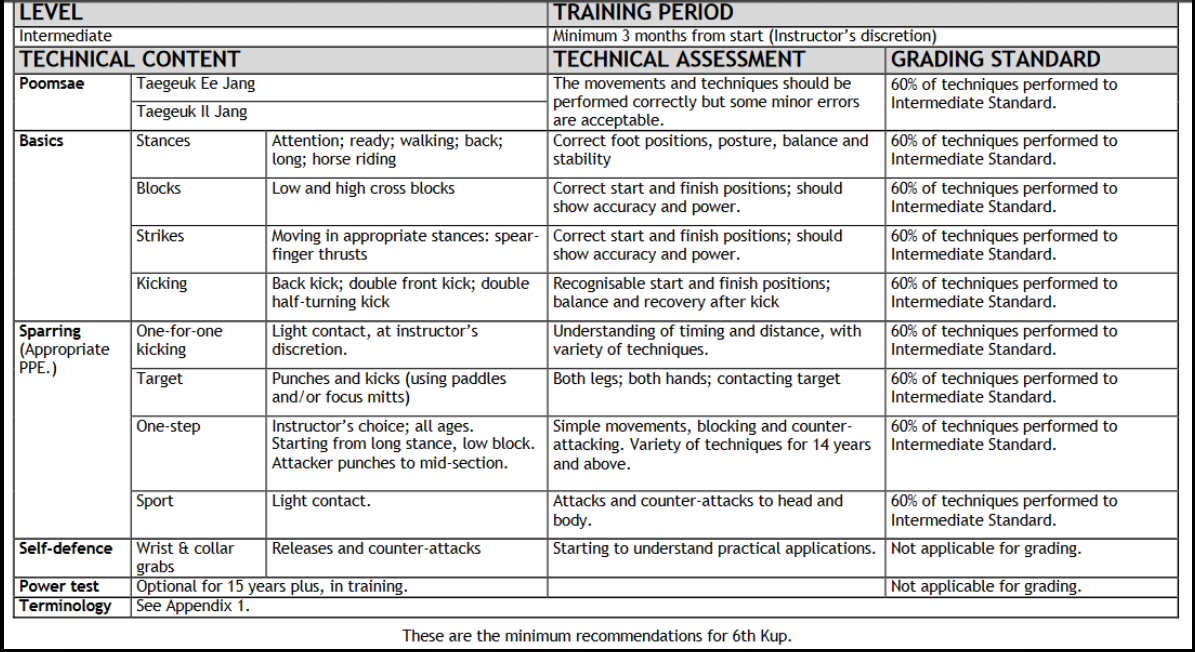 LEVEL TRAINING PERIOD
Intermediate Minimum 3 months from start (Instructor's discretion)
TECHNICAL CONTENT TECHNICAL ASSESSMENT GRADING STANDARD
Poomsae
Taegeuk Ee Jang
Taegeuk Il Jang
The movements and techniques should be
performed correctly but some minor errors
are acceptable.
60% of techniques performed to
Intermediate Standard.
Basics
Stances
Attention; ready; walking; back;
long; horse riding
Correct foot positions, posture, balance and
stability
60% of techniques performed to
Intermediate Standard.
Blocks
Low and high cross blocks
Correct start and finish positions; should
show accuracy and power.
60% of techniques performed to
Intermediate Standard.
Strikes
Moving in appropriate stances: spear-
finger thrusts
Correct start and finish positions; should
show accuracy and power.
60% of techniques performed to
Intermediate Standard.
Kicking
Back kick; double front kick; double
half-turning kick
Recognisable start and finish positions;
balance and recovery after kick
60% of techniques performed to
Intermediate Standard.
Sparring
(Appropriate
PPE.)
One-for-one
kicking
Light contact, at instructor's
discretion.
Understanding of timing and distance, with
variety of techniques.
60% of techniques performed to
Intermediate Standard.
Target
Punches and kicks (using paddles
and/or focus mitts)
Both legs; both hands; contacting target
60% of techniques performed to
Intermediate Standard.
One-step
Instructor's choice; all ages.
Starting from long stance, low block.
Attacker punches to mid-section.
Simple movements, blocking and counter-
attacking. Variety of techniques for 14 years
and above.
60% of techniques performed to
Intermediate Standard.
Sport
Light contact.
Attacks and counter-attacks to head and
body.
60% of techniques performed to
Intermediate Standard.
Self-defence
Wrist & collar
grabs
Releases and counter-attacks
Starting to understand practical applications.
Not applicable for grading.
Power test
Optional for 15 years plus, in training.
Not applicable for grading.
Terminology
See Appendix 1.
These are the minimum recommendations for 6th Kup.